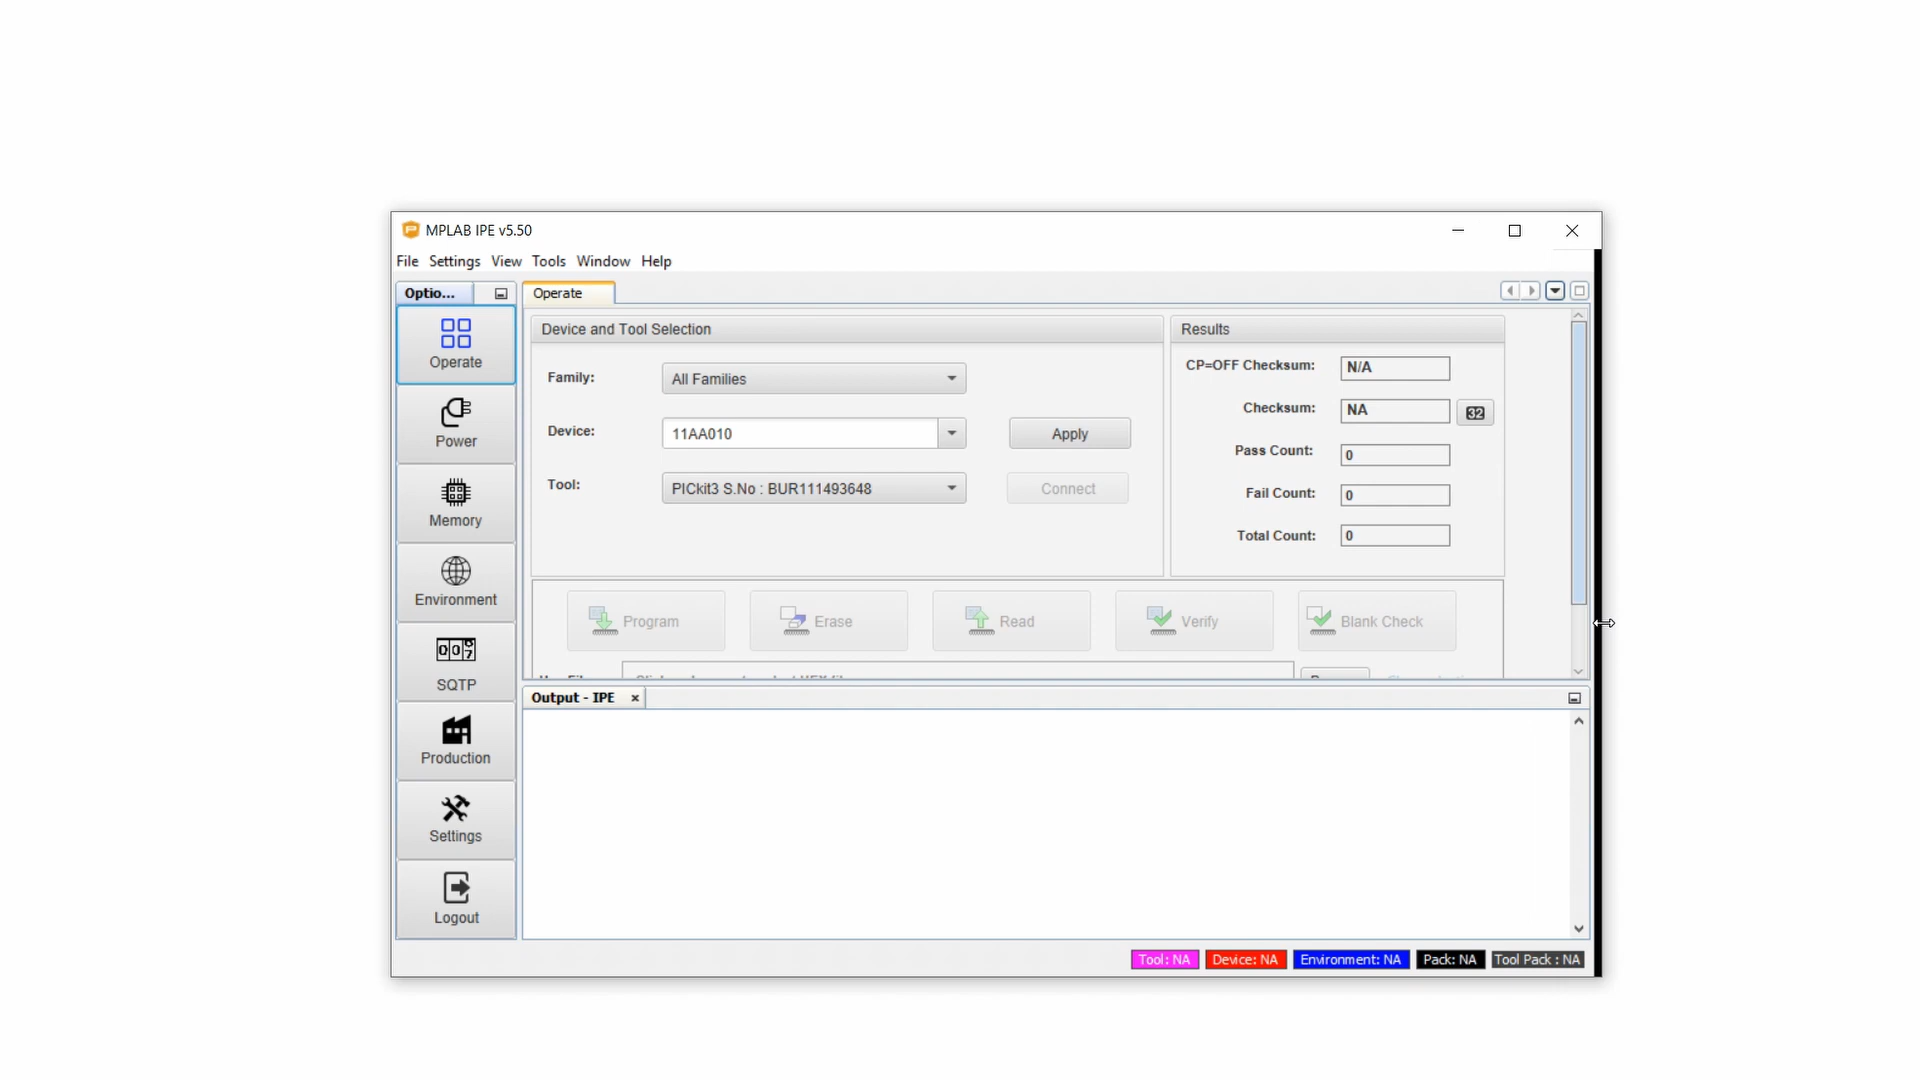 MPLAB IPE v5.50
File Settings View Tools Window Help
Optio...
Operate
Operate
Power
Memory
Environment
SQTP
Production
Settings
Logout
Device and Tool Selection
Family: All Families
Device: 11AA010 Apply
Tool: PICkit3 S.No : BUR111493648 Connect
Results
CP=OFF Checksum: N/A
Checksum: NA 32
Pass Count: 0
Fail Count: 0
Total Count: 0
Program Erase Read Verify Blank Check
Output - IPE
Tool: NA Device: NA Environment: NA Pack: NA Tool Pack : NA